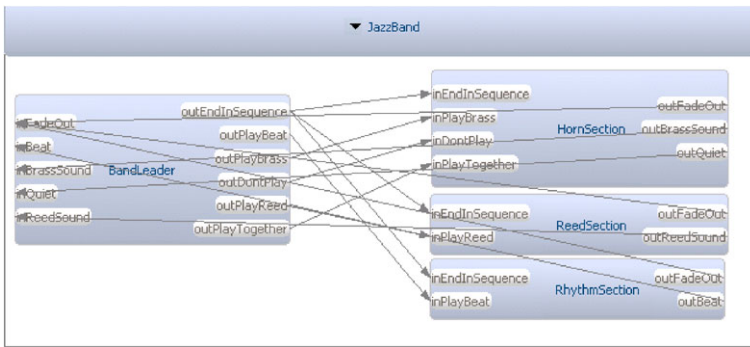 JazzBand
inFadeOut
inBeat
inBrassSound
inQuiet
inReedSound
BandLeader
outEndInSequence
outPlayBeat
outPlayBrass
outDontPlay
outPlayReed
outPlayTogether
inEndInSequence
inPlayBrass
inDontPlay
inPlayTogether
HornSection
outFadeOut
outBrassSound
outQuiet
inEndInSequence
inPlayReed
ReedSection
outFadeOut
outReedSound
inEndInSequence
inPlayBeat
RhythmSection
outFadeOut
outBeat